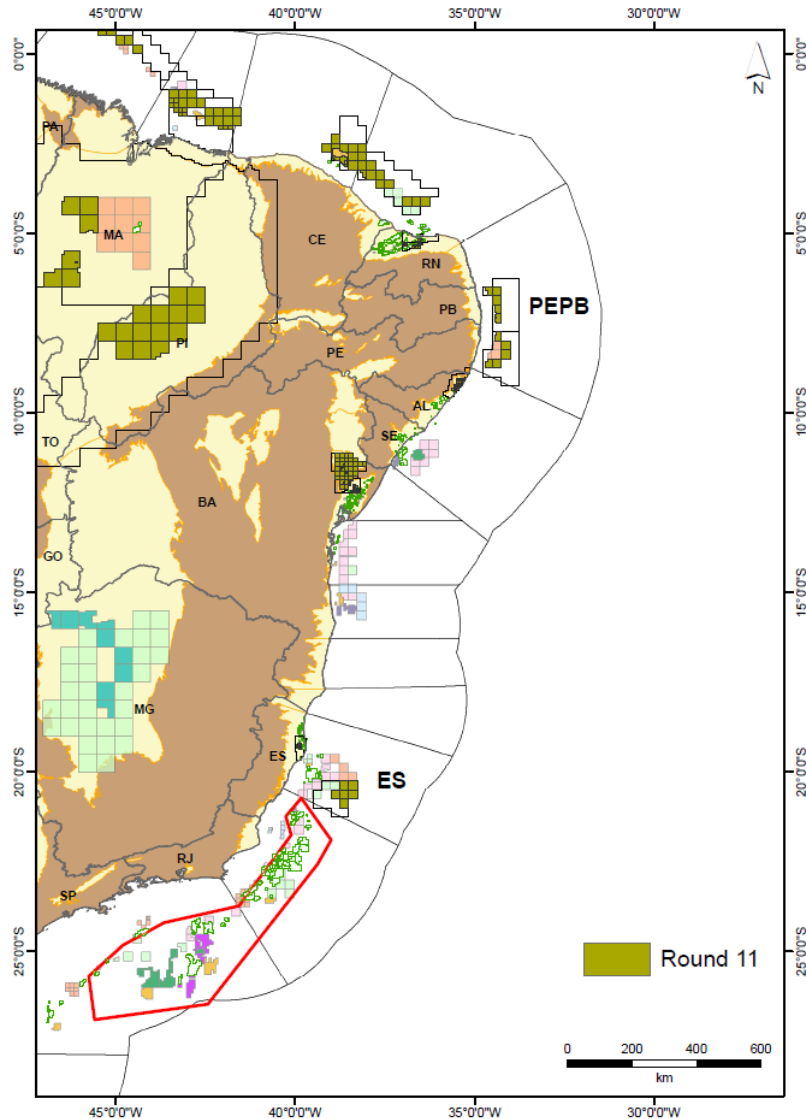 45°0'0"W 40°0'0"W 35°0'0"W 30°0'0"W
0°0'0" 0°0'0"
N
PA
MA
CE
5°0'0"S 5°0'0"S
RN
PB
PEPB
PI
PE
10°0'0"S 10°0'0"S
AL
SE
TO
BA
GO
15°0'0"S 15°0'0"S
MG
ES
ES
20°0'0"S 20°0'0"S
RJ
SP
25°0'0"S 25°0'0"S
Round 11
0 200 400 600
km
45°0'0"W 40°0'0"W 35°0'0"W 30°0'0"W